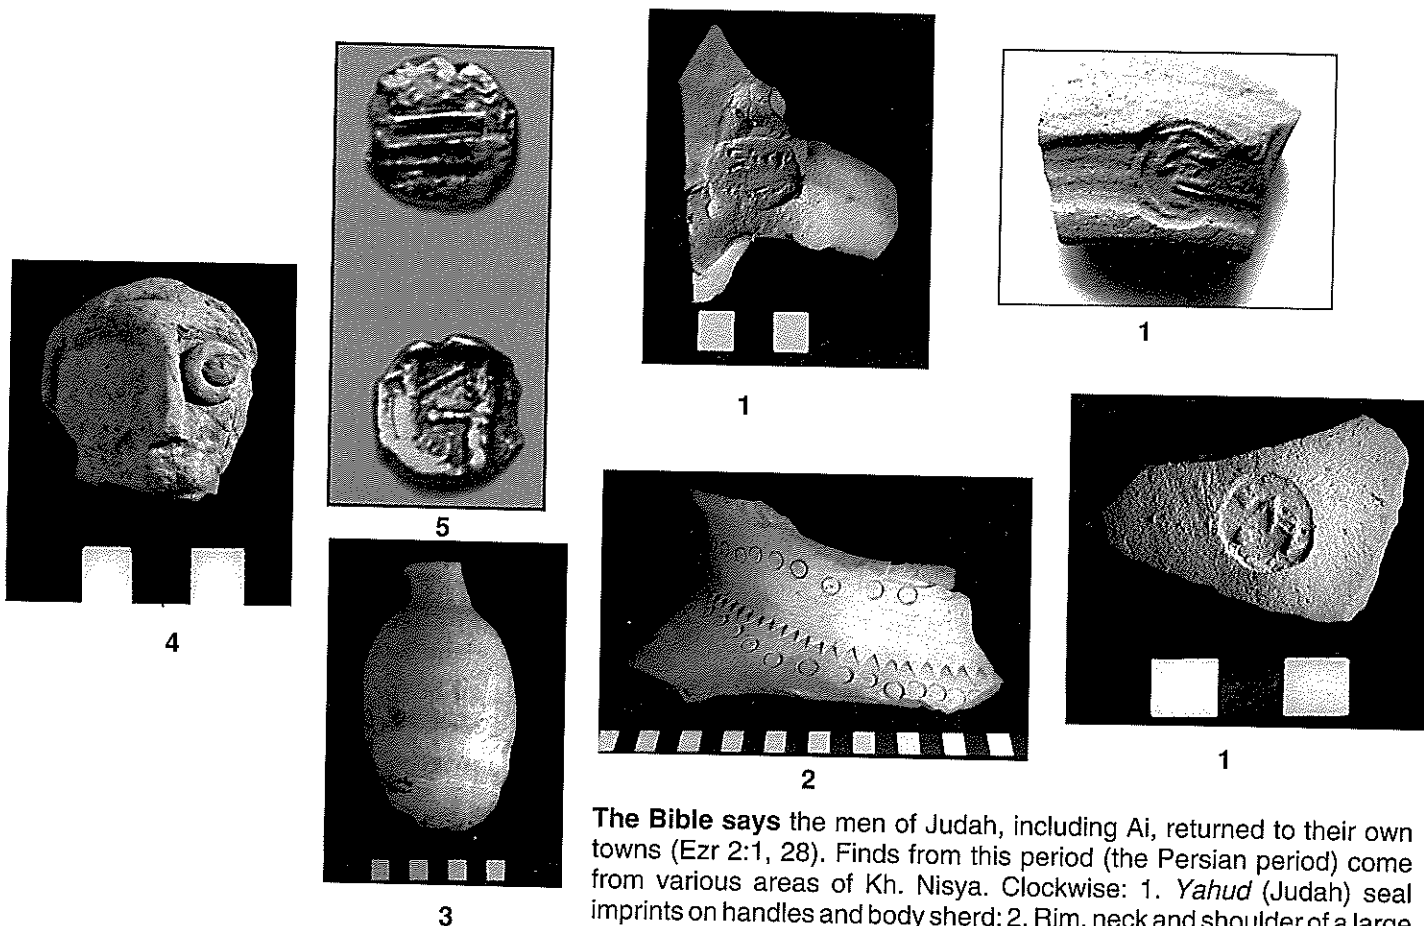 1
1
5
4
1
2
3
The Bible says the men of Judah, including Ai, returned to their own
towns (Ezr 2:1, 28). Finds from this period (the Persian period) come
from various areas of Kh. Nisya. Clockwise: 1. Yahud (Judah) seal
imprints on handles and body sherd; 2. Rim, neck and shoulder of a large